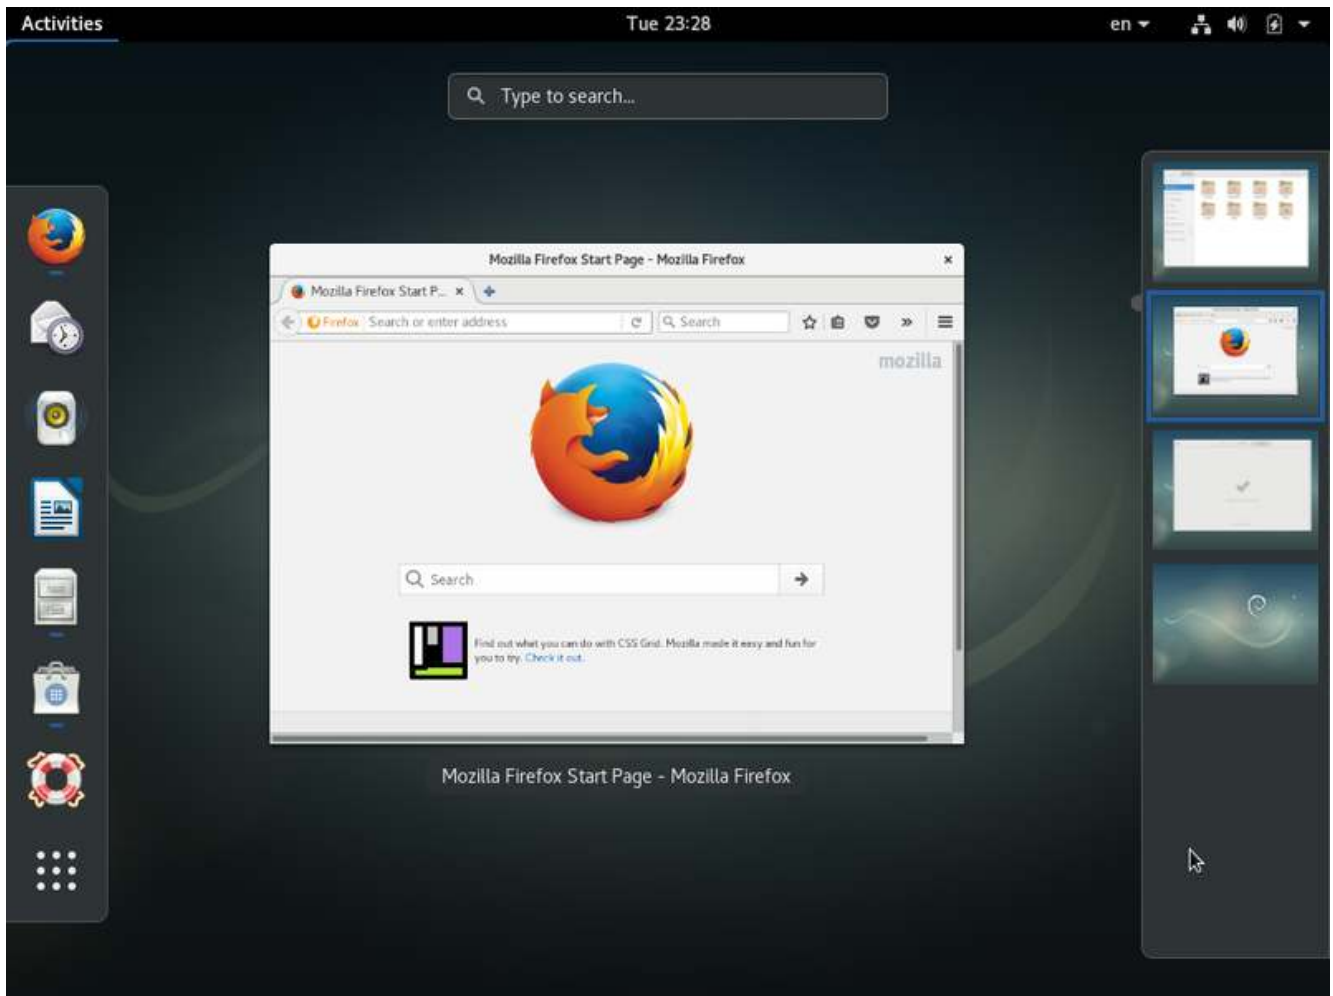 Activities
Tue 23:28
en
Type to search...
Mozilla Firefox Start Page - Mozilla Firefox
Mozilla Firefox Start P...
Firefox
Search or enter address
Search
mozilla
Search
Find out what you can do with CSS Grid. Mozilla made it easy and fun for
you to try. Check it out.
Mozilla Firefox Start Page - Mozilla Firefox